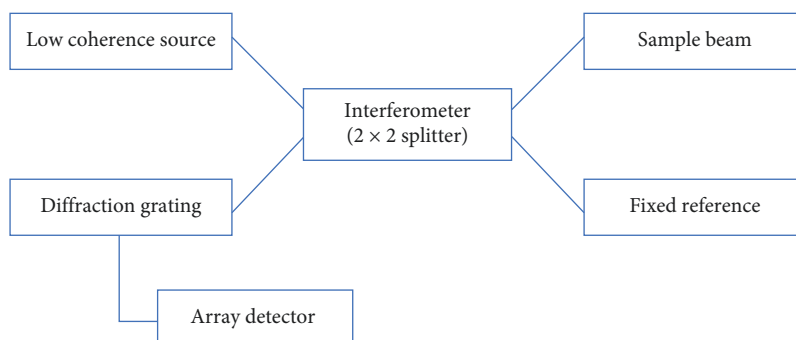 Low coherence source
Sample beam
Interferometer
(2 × 2 splitter)
Diffraction grating
Fixed reference
Array detector